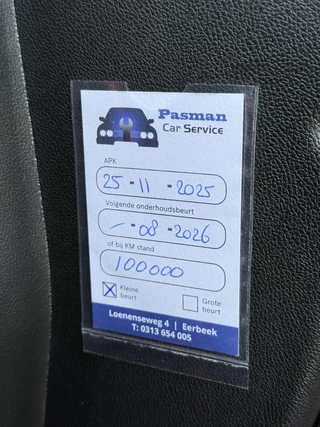 Pasman
Car Service
APK
25 - 11 - 2025
Volgende onderhoudsbeurt
— - 08 - 2026
of bij KM stand
100000
Kleine
beurt
Grote
beurt
Loenenseweg 4 | Eerbeek
T: 0313 654 005